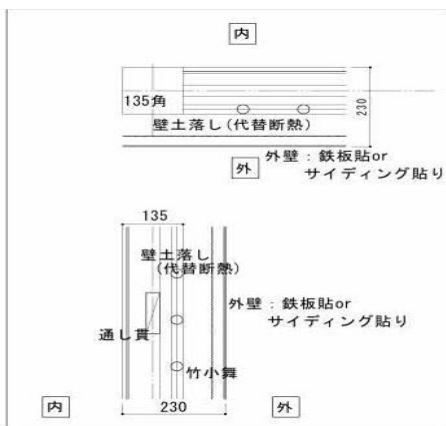 内
135角
230
壁土落し(代替断熱)
外
外壁:鉄板貼or
サイディング貼り
135
壁土落し
(代替断熱)
外壁:鉄板貼or
サイディング貼り
通し貫
竹小舞
内
230
外